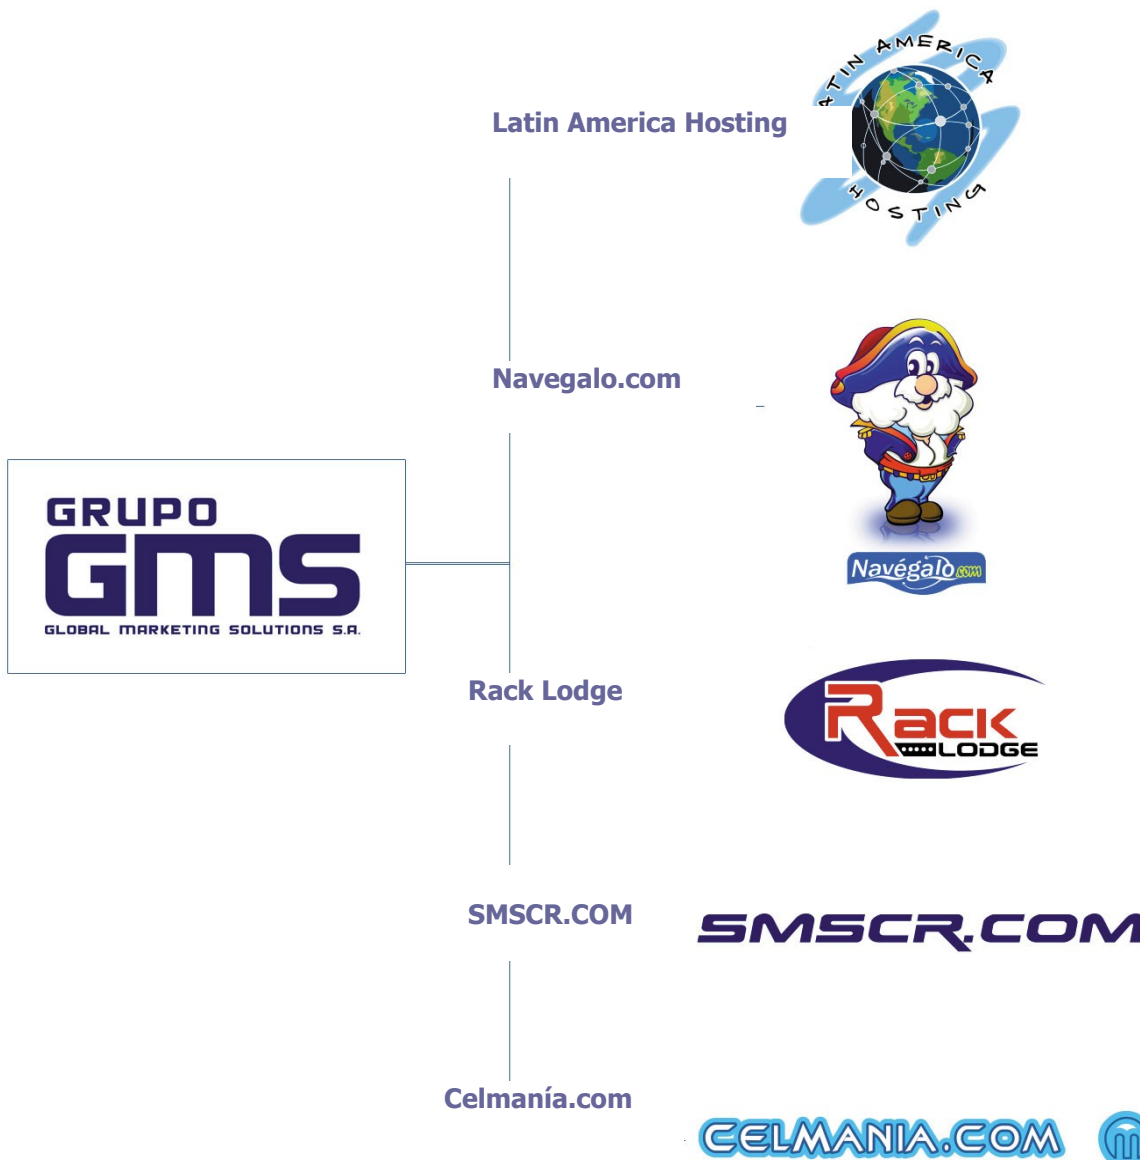 LATIN AMERICA
Latin America Hosting
HOSTING
Navegalo.com
GRUPO
GMS
GLOBAL MARKETING SOLUTIONS S.A.
Navégalo.com
Rack Lodge
Rack
LODGE
SMSCR.COM
SMSCR.COM
Celmanía.com
CELMANIA.COM
m